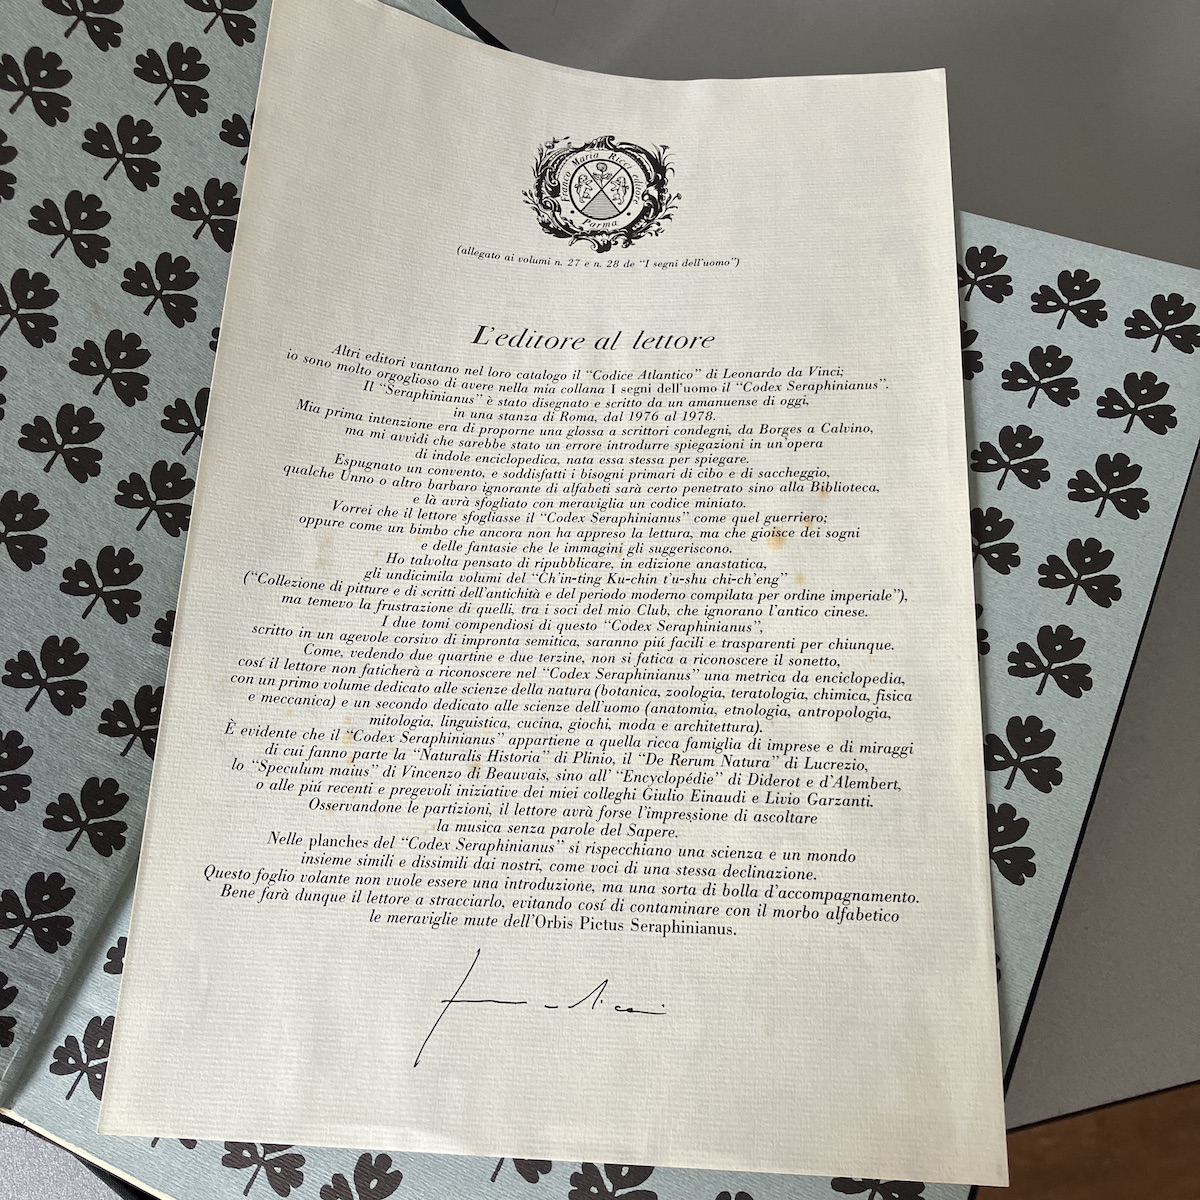 Franco Maria Ricci editore
Parma
(allegato ai volumi n. 27 e n. 28 de “I segni dell'uomo”)
L'editore al lettore
Altri editori vantano nel loro catalogo il “Codice Atlantico” di Leonardo da Vinci;
io sono molto orgoglioso di avere nella mia collana I segni dell'uomo il “Codex Seraphinianus”.
Il “Seraphinianus” è stato disegnato e scritto da un amanuense di oggi,
in una stanza di Roma, dal 1976 al 1978.
Mia prima intenzione era di proporne una glossa a scrittori condegni, da Borges a Calvino,
ma mi avvidi che sarebbe stato un errore introdurre spiegazioni in un'opera
di indole enciclopedica, nata essa stessa per spiegare.
Espugnato un convento, e soddisfatti i bisogni primari di cibo e di saccheggio,
qualche Unno o altro barbaro ignorante di alfabeti sarà certo penetrato sino alla Biblioteca,
e là avrà sfogliato con meraviglia un codice miniato.
Vorrei che il lettore sfogliasse il “Codex Seraphinianus” come quel guerriero;
oppure come un bimbo che ancora non ha appreso la lettura, ma che gioisce dei sogni
e delle fantasie che le immagini gli suggeriscono.
Ho talvolta pensato di ripubblicare, in edizione anastatica,
gli undicimila volumi del “Ch'in-ting Ku-chin t'u-shu chi-ch'eng”
(“Collezione di pitture e di scritti dell'antichità e del periodo moderno compilata per ordine imperiale”),
ma temevo la frustrazione di quelli, tra i soci del mio Club, che ignorano l'antico cinese.
I due tomi compendiosi di questo “Codex Seraphinianus”,
scritto in un agevole corsivo di impronta semitica, saranno piú facili e trasparenti per chiunque.
Come, vedendo due quartine e due terzine, non si fatica a riconoscere il sonetto,
cosí il lettore non faticherà a riconoscere nel “Codex Seraphinianus” una metrica da enciclopedia,
con un primo volume dedicato alle scienze della natura (botanica, zoologia, teratologia, chimica, fisica
e meccanica) e un secondo dedicato alle scienze dell'uomo (anatomia, etnologia, antropologia,
mitologia, linguistica, cucina, giochi, moda e architettura).
È evidente che il “Codex Seraphinianus” appartiene a quella ricca famiglia di imprese e di miraggi
di cui fanno parte la “Naturalis Historia” di Plinio, il “De Rerum Natura” di Lucrezio,
lo “Speculum maius” di Vincenzo di Beauvais, sino all' “Encyclopédie” di Diderot e d'Alembert,
o alle piú recenti e pregevoli iniziative dei miei colleghi Giulio Einaudi e Livio Garzanti.
Osservandone le partizioni, il lettore avrà forse l'impressione di ascoltare
la musica senza parole del Sapere.
Nelle planches del “Codex Seraphinianus” si rispecchiano una scienza e un mondo
insieme simili e dissimili dai nostri, come voci di una stessa declinazione.
Questo foglio volante non vuole essere una introduzione, ma una sorta di bolla d'accompagnamento.
Bene farà dunque il lettore a stracciarlo, evitando cosí di contaminare con il morbo alfabetico
le meraviglie mute dell'Orbis Pictus Seraphinianus.